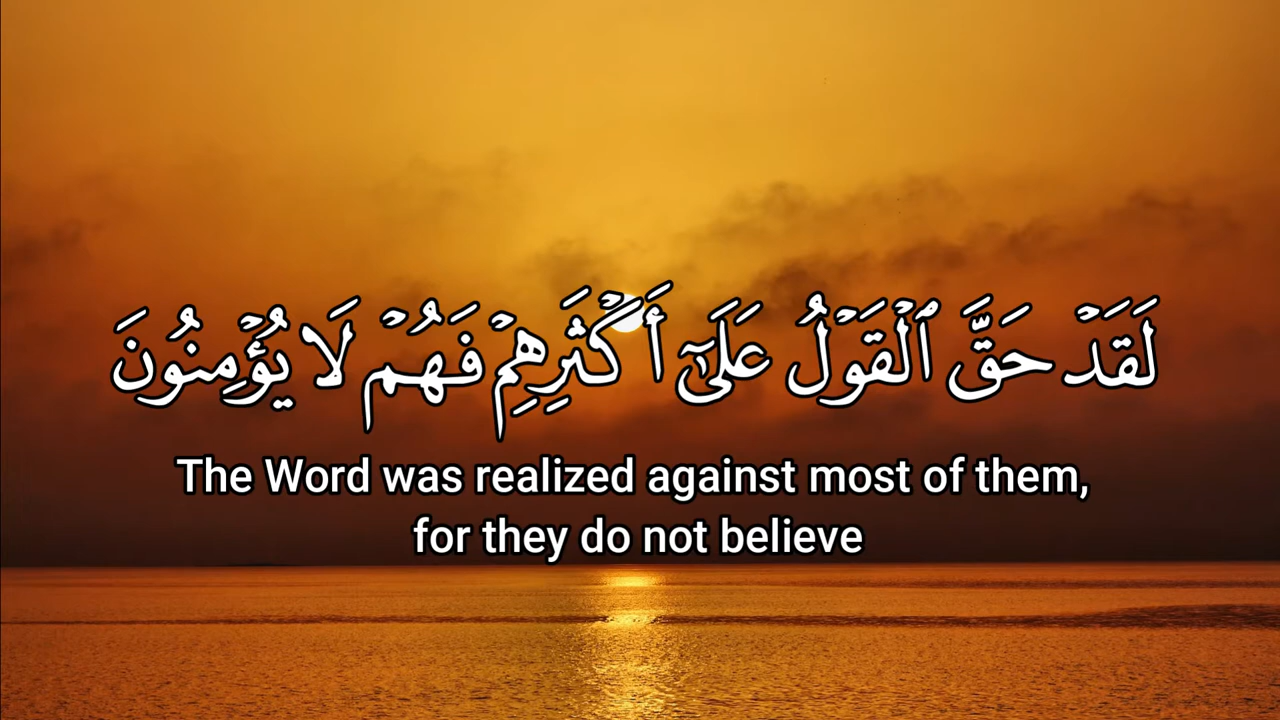 لَقَدۡ حَقَّ ٱلۡقَوۡلُ عَلَىٰٓ أَكۡثَرِهِمۡ فَهُمۡ لَا يُؤۡمِنُونَ
The Word was realized against most of them,
for they do not believe